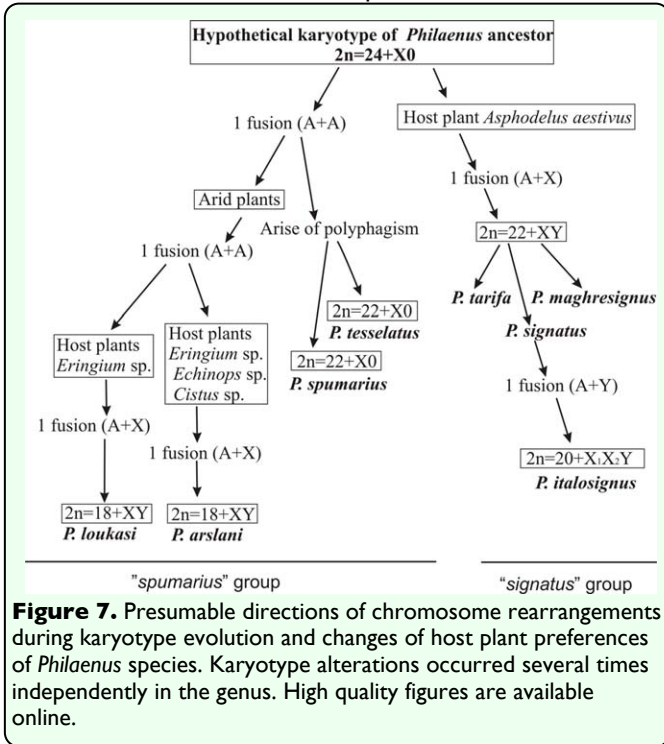 Hypothetical karyotype of Philaenus ancestor
2n=24+X0
1 fusion (A+A)
Host plant Asphodelus aestivus
1 fusion (A+X)
Arid plants
Arise of polyphagism
2n=22+XY
1 fusion (A+A)
P. tarifa P. maghresignus
P. signatus
2n=22+X0
P. tesselatus
Host plants
Eringium sp.
Host plants
Eringium sp.
Echinops sp.
Cistus sp.
2n=22+X0
P. spumarius
1 fusion (A+Y)
1 fusion (A+X)
1 fusion (A+X)
2n=20+X₁X₂Y
P. italosignus
2n=18+XY
P. loukasi
2n=18+XY
P. arslani
"spumarius" group
"signatus" group
Figure 7. Presumable directions of chromosome rearrangements
during karyotype evolution and changes of host plant preferences
of Philaenus species. Karyotype alterations occurred several times
independently in the genus. High quality figures are available
online.